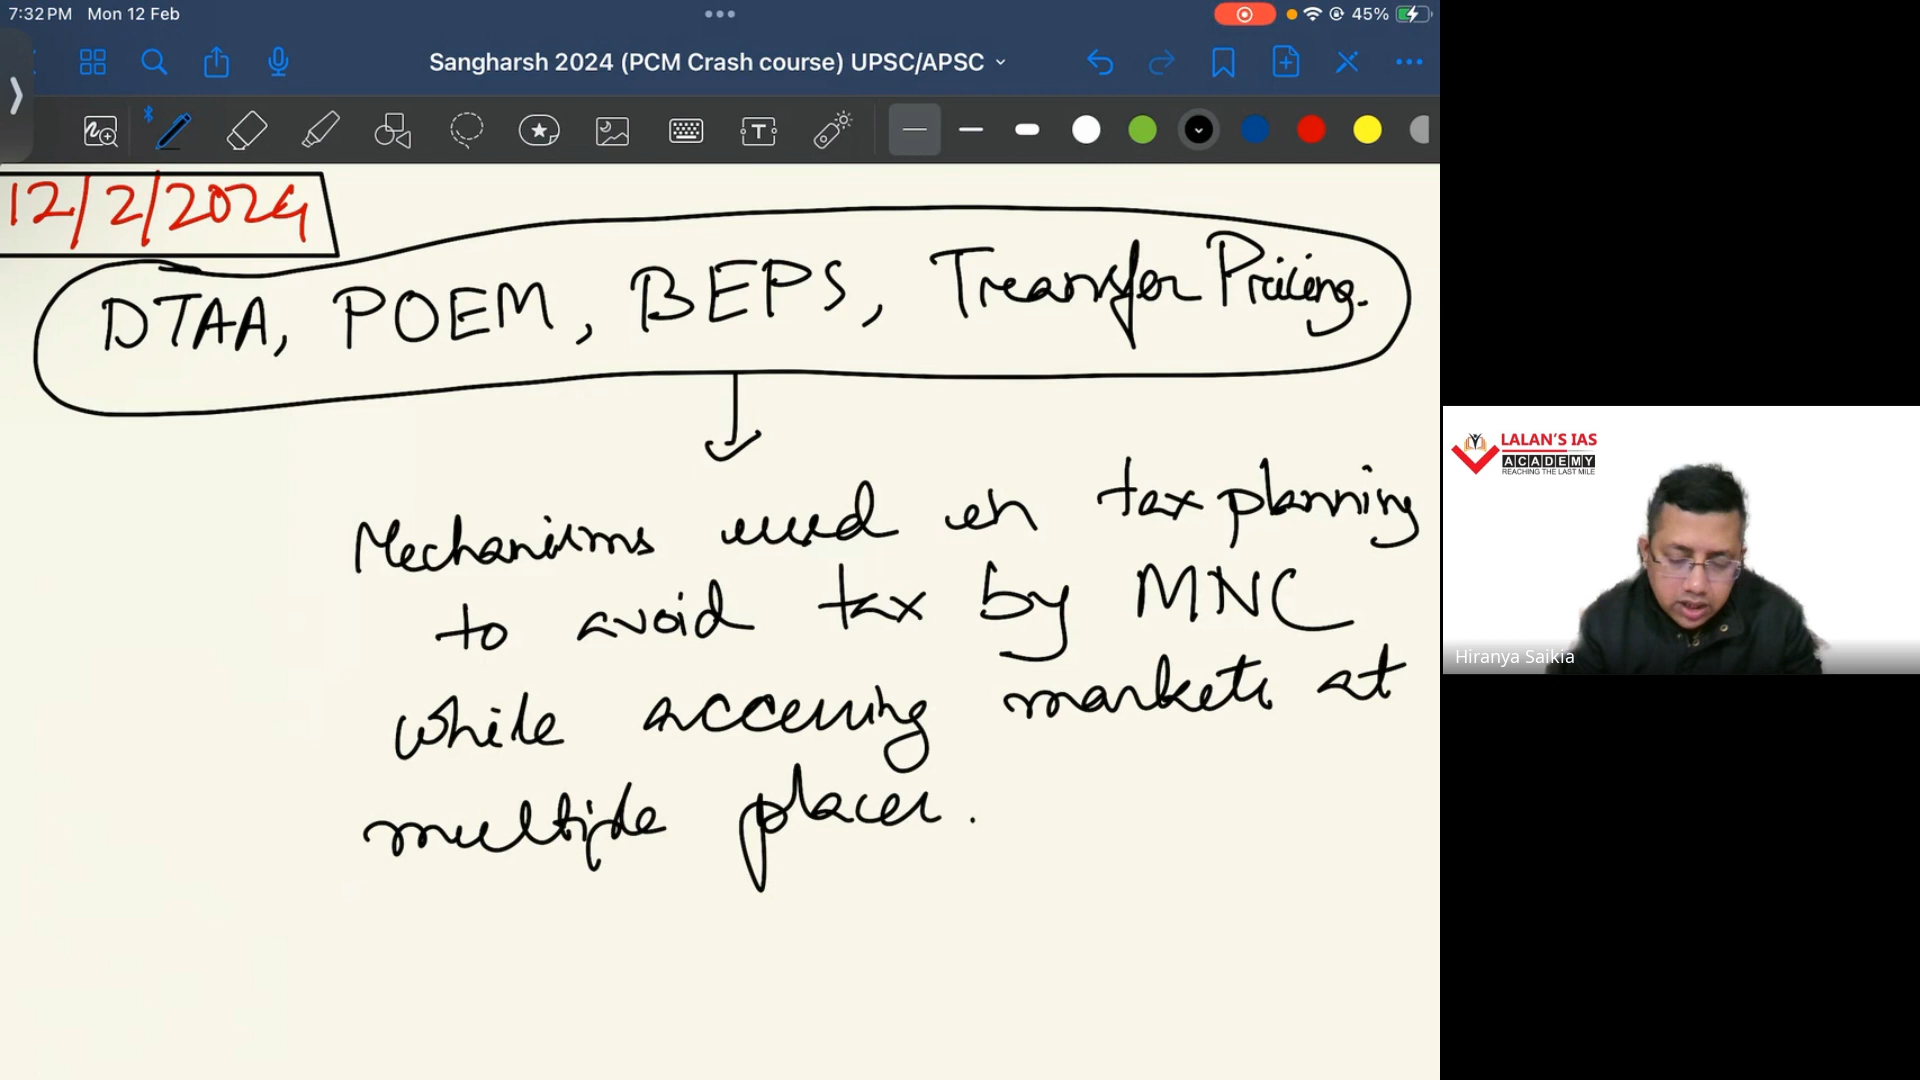 7:32 PM Mon 12 Feb
45%
Sangharsh 2024 (PCM Crash course) UPSC/APSC
T
12/2/2024
DTAA, POEM, BEPS, Transfer Pricing.
Mechanisms used in tax planning
to avoid tax by MNC
while accessing markets at
multiple places.
LALAN'S IAS
ACADEMY
REACHING THE LAST MILE
Hiranya Saikia